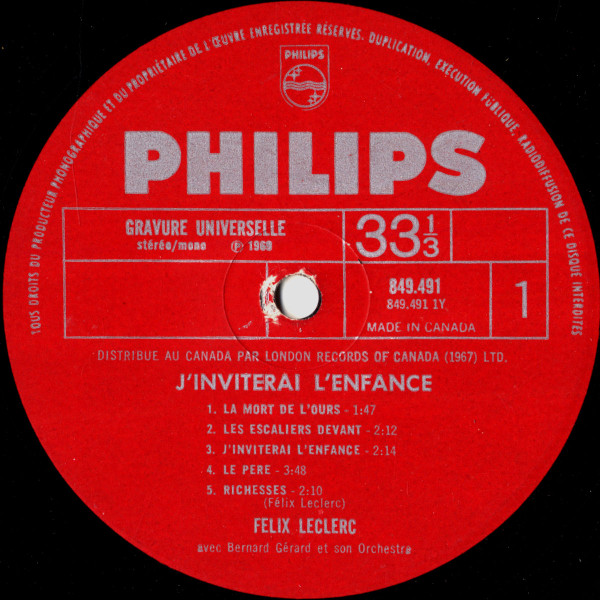 TOUS DROITS DU PRODUCTEUR PHONOGRAPHIQUE ET DU PROPRIÉTAIRE DE L'ŒUVRE ENREGISTRÉE RÉSERVÉS. DUPLICATION, EXÉCUTION PUBLIQUE, RADIODIFFUSION DE CE DISQUE INTERDITES
PHILIPS
PHILIPS
GRAVURE UNIVERSELLE
stéréo/mono Ⓟ 1969
33 1/3
849.491
849.491 1Y
1
MADE IN CANADA
DISTRIBUE AU CANADA PAR LONDON RECORDS OF CANADA (1967) LTD.
J'INVITERAI L'ENFANCE
1. LA MORT DE L'OURS - 1:47
2. LES ESCALIERS DEVANT - 2:12
3. J'INVITERAI L'ENFANCE - 2:14
4. LE PERE - 3:48
5. RICHESSES - 2:10
(Félix Leclerc)
FELIX LECLERC
avec Bernard Gérard et son Orchestre